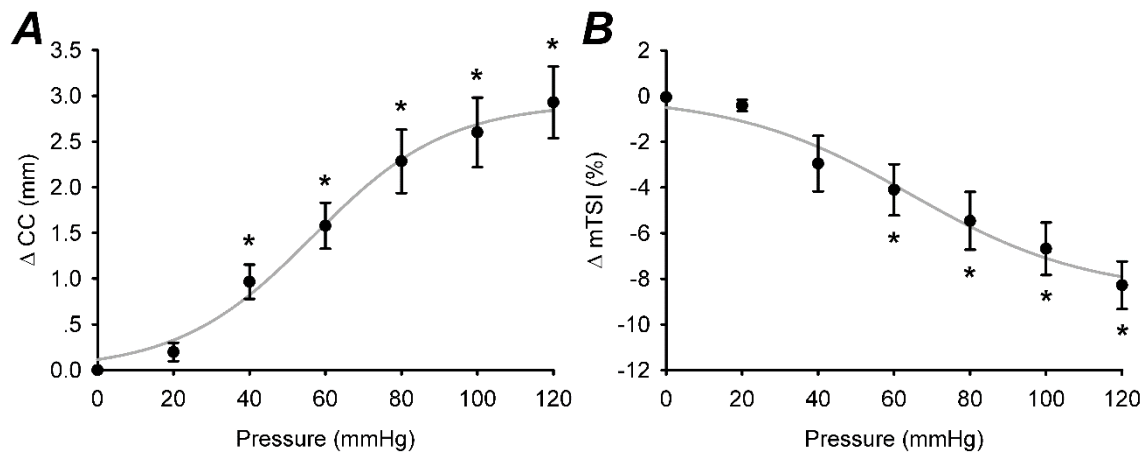 A
3.5
3.0
2.5
2.0
1.5
1.0
.5
0.0
Δ CC (mm)
* * * * *
0 20 40 60 80 100 120
Pressure (mmHg)
B
2
0
-2
-4
-6
-8
-10
-12
Δ mTSI (%)
* * * *
0 20 40 60 80 100 120
Pressure (mmHg)